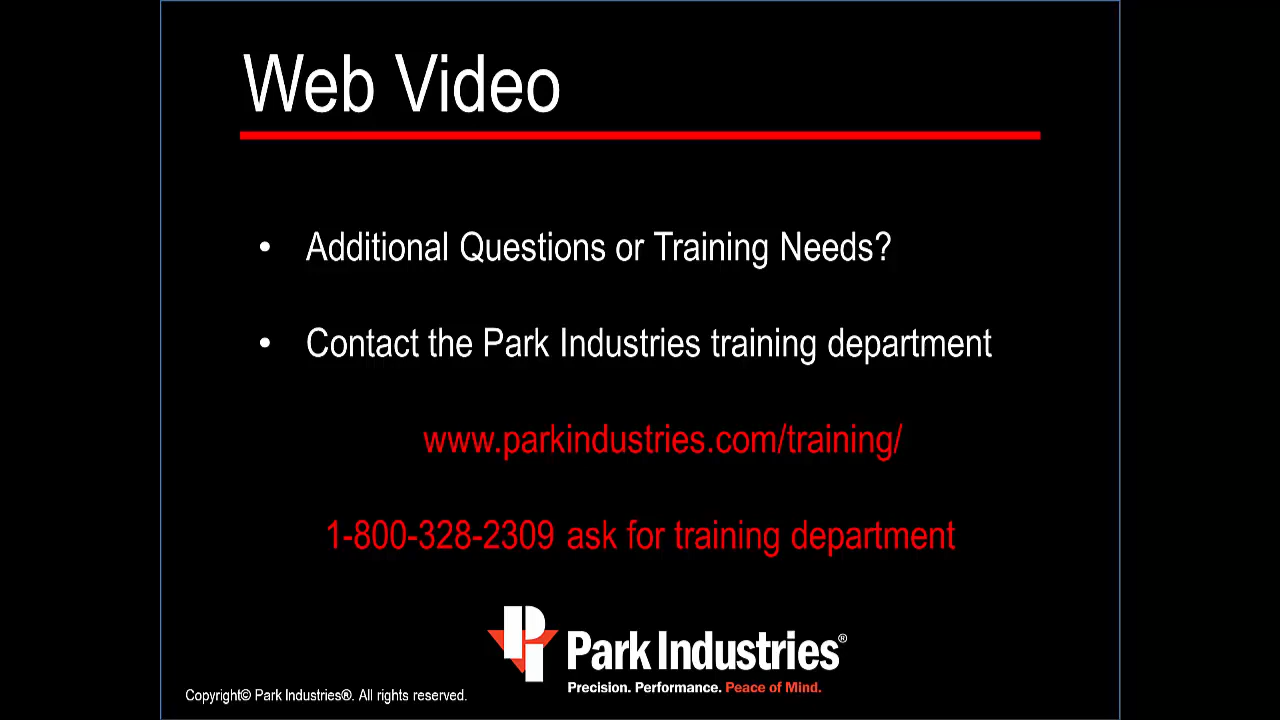 Web Video
• Additional Questions or Training Needs?
• Contact the Park Industries training department
www.parkindustries.com/training/
1-800-328-2309 ask for training department
Park Industries®
Precision. Performance. Peace of Mind.
Copyright© Park Industries®. All rights reserved.